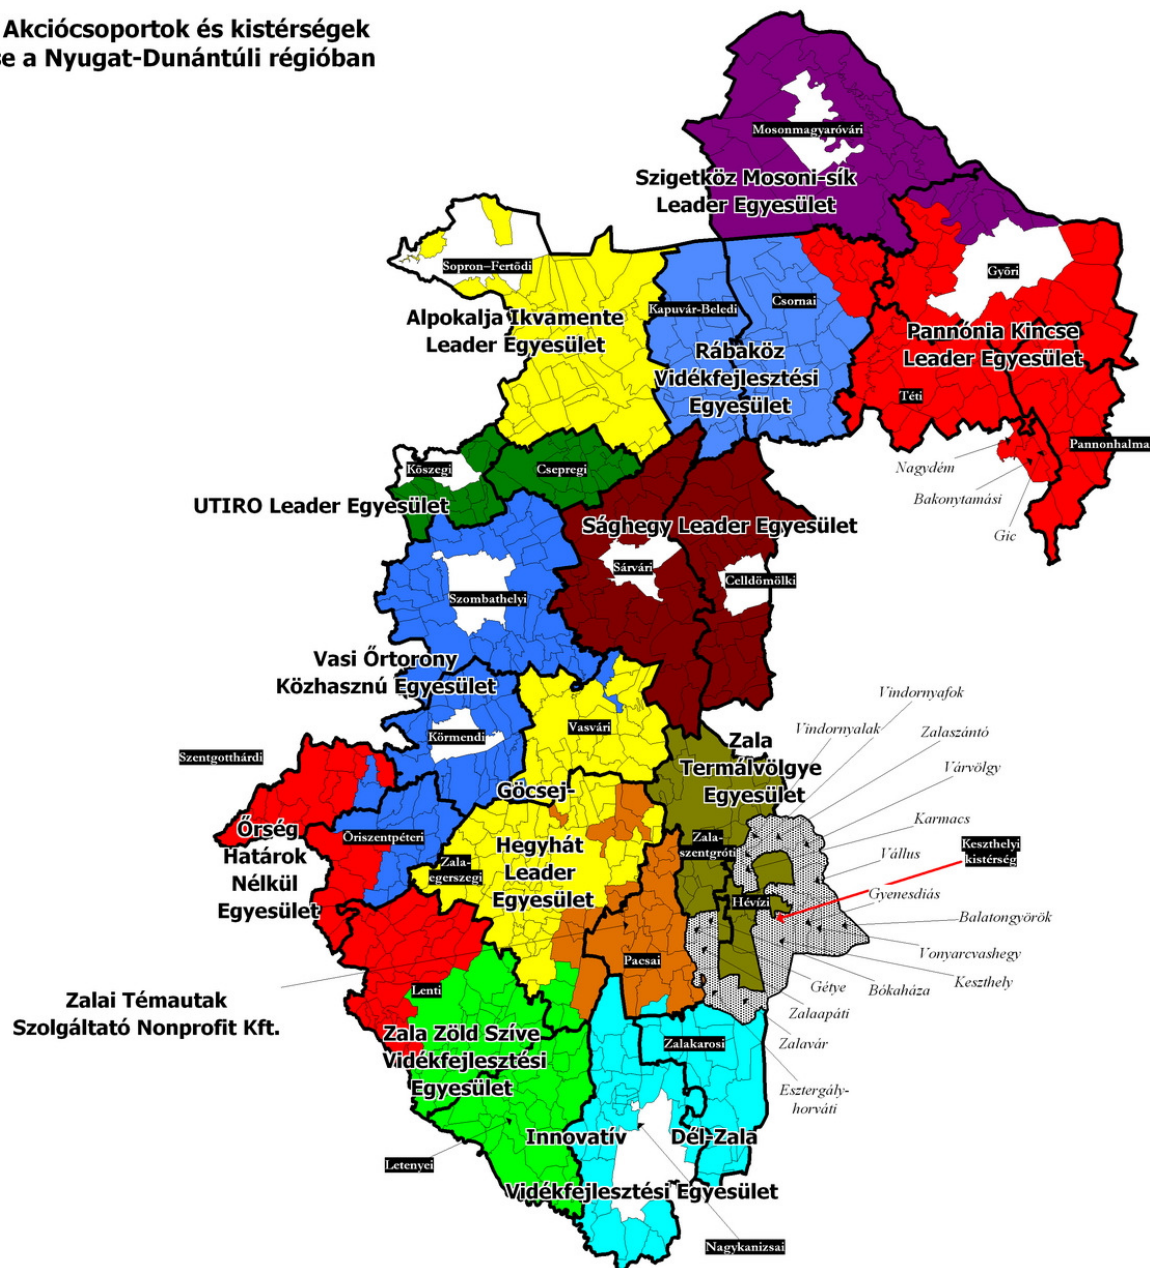 Akciócsoportok és kistérségek
e a Nyugat-Dunántúli régióban
Mosonmagyaróvári
Szigetköz Mosoni-sík
Leader Egyesület
Sopron–Fertődi
Győri
Kapuvár-Beledi
Csornai
Alpokalja Ikvamente
Leader Egyesület
Pannónia Kincse
Leader Egyesület
Rábaköz
Vidékfejlesztési
Egyesület
Téti
Pannonhalma
Nagydém
Bakonytamási
Gic
Kőszegi
Csepregi
UTIRO Leader Egyesület
Sághegy Leader Egyesület
Sárvári
Celldömölki
Szombathelyi
Vasi Őrtorony
Közhasznú Egyesület
Körmendi
Vasvári
Szentgotthárdi
Vindornyafok
Vindornyalak
Zalaszántó
Várvölgy
Zala
Termálvölgye
Egyesület
Göcsej-
Hegyhát
Leader
Egyesület
Karmacs
Keszthelyi
kistérség
Őriszentpéteri
Őrség
Határok
Nélkül
Egyesület
Zala-
egerszegi
Zala-
szentgróti
Vállus
Hévízi
Gyenesdiás
Balatongyörök
Vonyarcvashegy
Keszthely
Pacsai
Gétye
Bókaháza
Lenti
Zalai Témautak
Szolgáltató Nonprofit Kft.
Zalaapáti
Zalavár
Zala Zöld Szíve
Vidékfejlesztési
Egyesület
Zalakarosi
Esztergály-
horváti
Innovatív Dél-Zala
Vidékfejlesztési Egyesület
Letenyei
Nagykanizsai